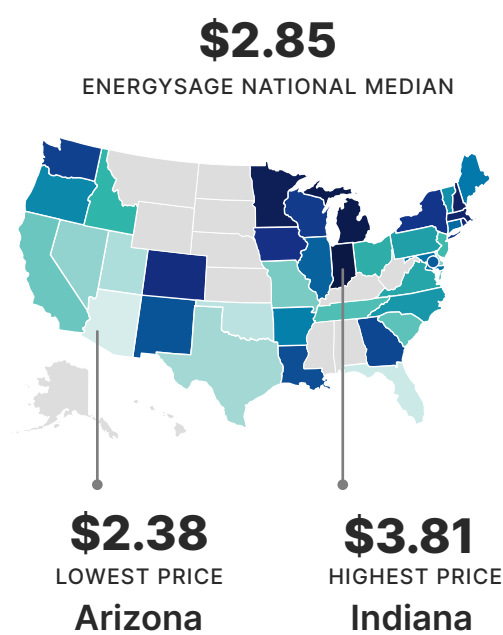 $2.85
ENERGYSAGE NATIONAL MEDIAN
$2.38
LOWEST PRICE
Arizona
$3.81
HIGHEST PRICE
Indiana